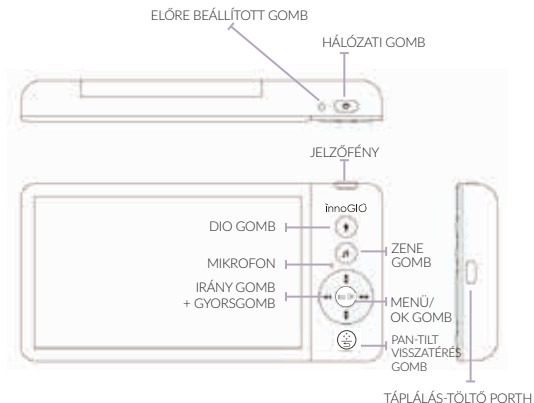 ELŐRE BEÁLLÍTOTT GOMB
HÁLÓZATI GOMB
JELZŐFÉNY
innoGIO
DIO GOMB
ZENE
GOMB
MIKROFON
IRÁNY GOMB
+ GYORSGOMB
MENÜ/
OK GOMB
PAN-TILT
VISSZATÉRÉS
GOMB
TÁPLÁLÁS-TÖLTŐ PORTH